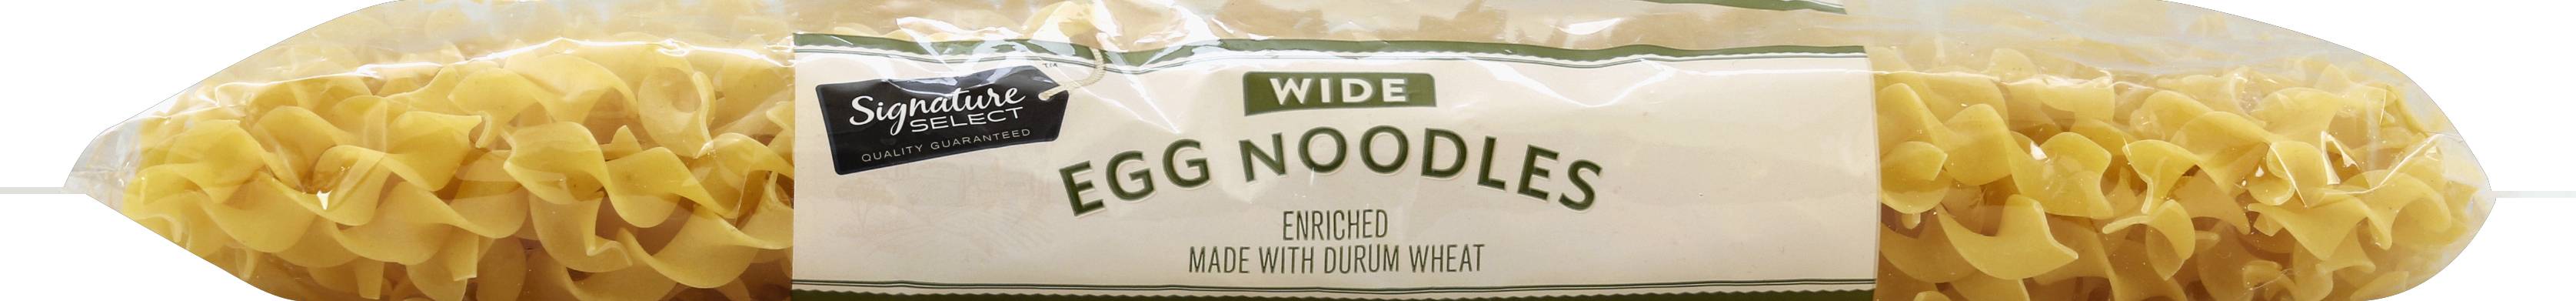 Signature
SELECT
QUALITY GUARANTEED
TM
WIDE
EGG NOODLES
ENRICHED
MADE WITH DURUM WHEAT